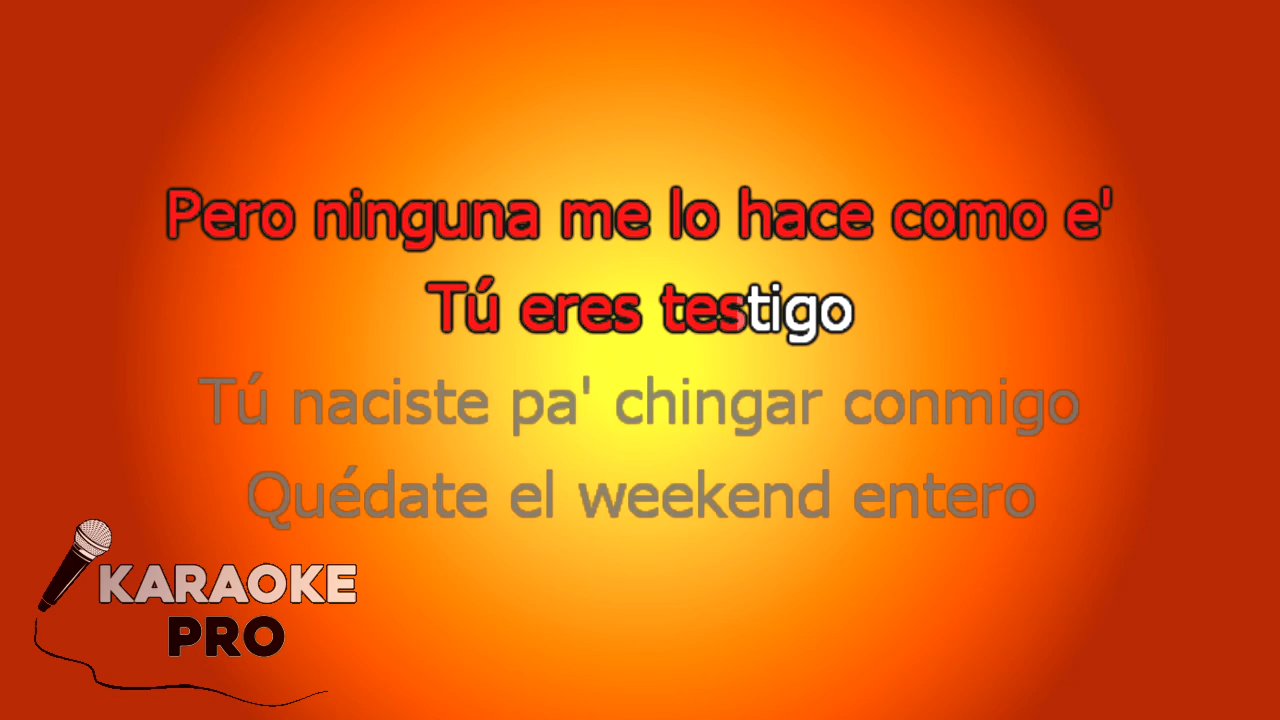 Pero ninguna me lo hace como e'
Tú eres testigo
Tú naciste pa' chingar conmigo
Quédate el weekend entero
KARAOKE
PRO